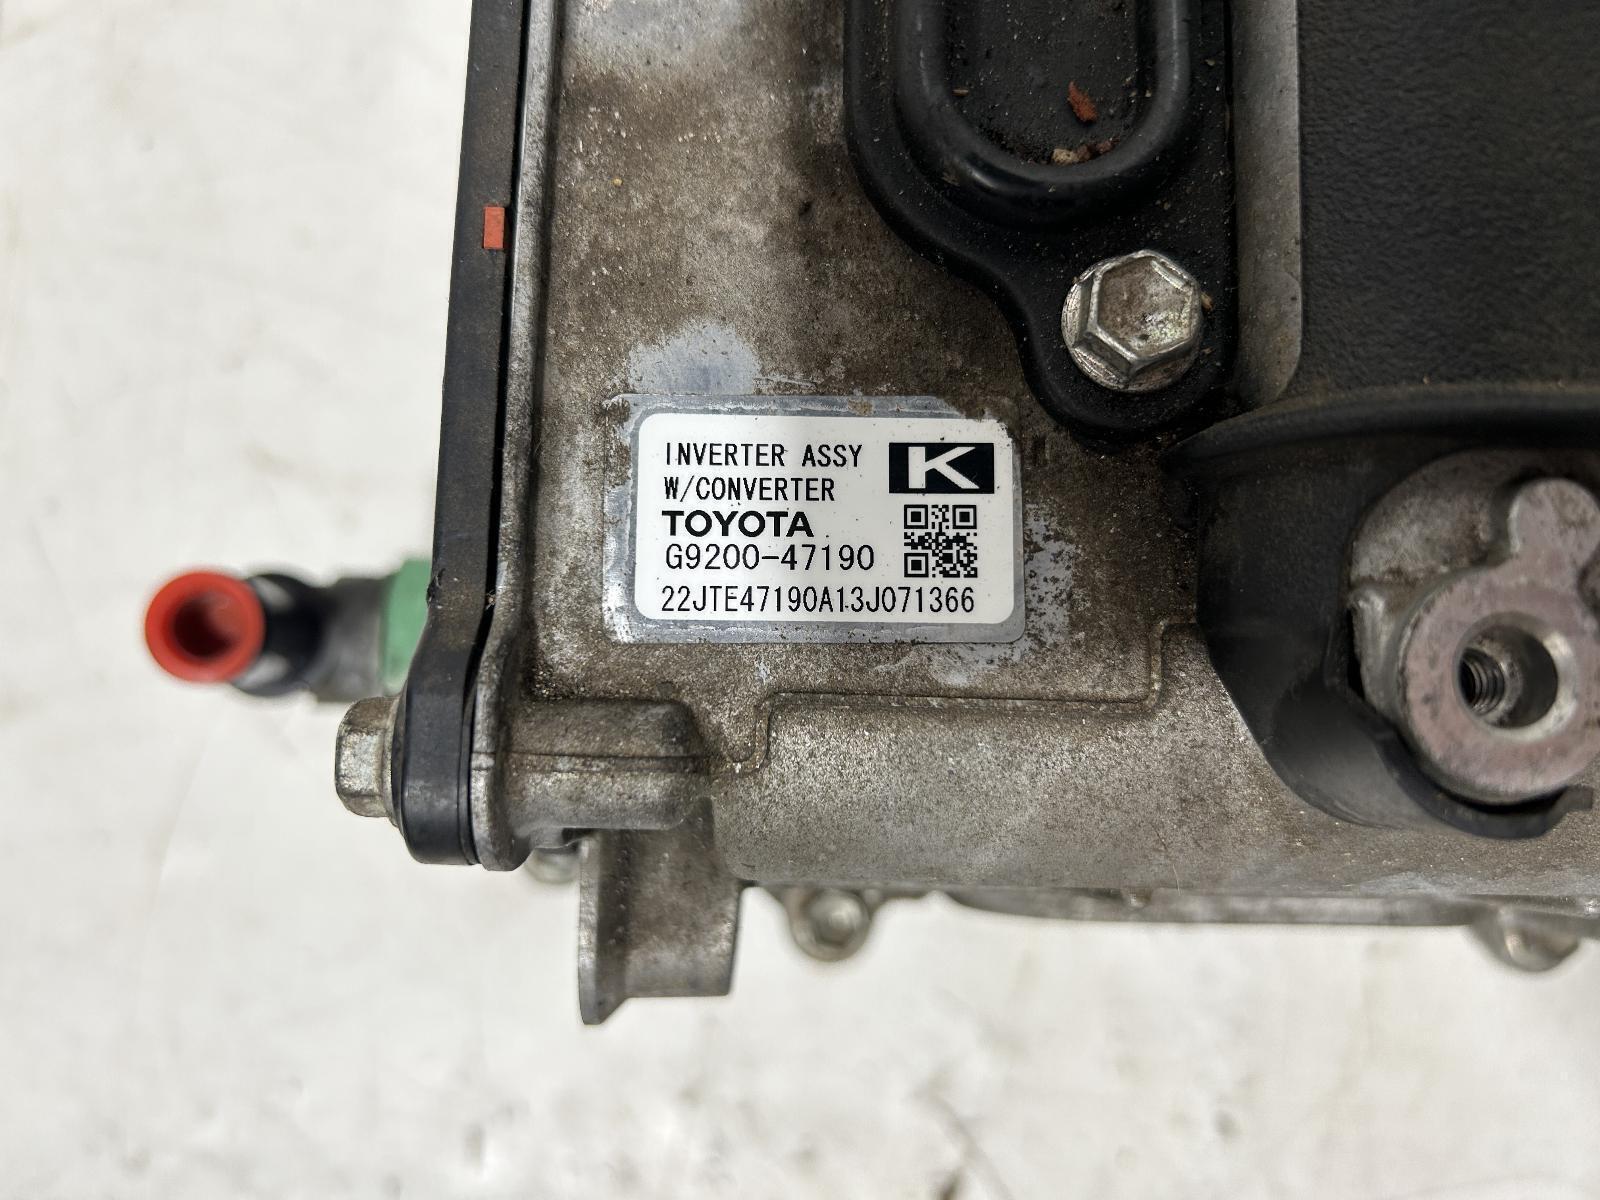 INVERTER ASSY
K
W/CONVERTER
TOYOTA
G9200-47190
22JTE47190A13J071366